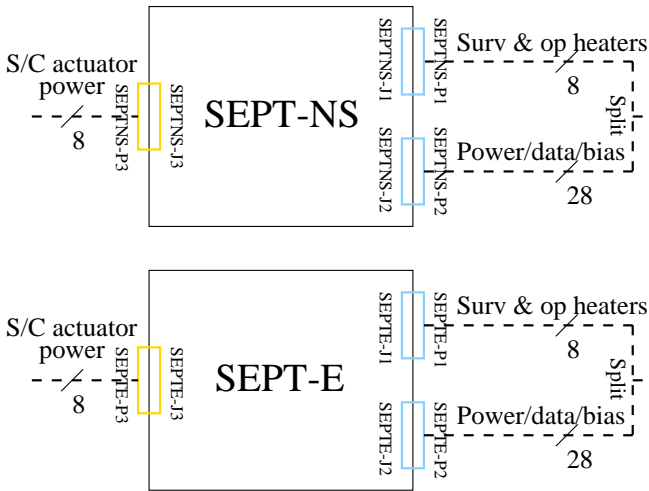 S/C actuator
power
8
SEPTNS-P3
SEPTNS-J3
SEPT-NS
SEPTNS-J1
SEPTNS-P1
Surv & op heaters
8
Split
SEPTNS-J2
SEPTNS-P2
Power/data/bias
28
S/C actuator
power
8
SEPTE-P3
SEPTE-J3
SEPT-E
SEPTE-J1
SEPTE-P1
Surv & op heaters
8
Split
SEPTE-J2
SEPTE-P2
Power/data/bias
28